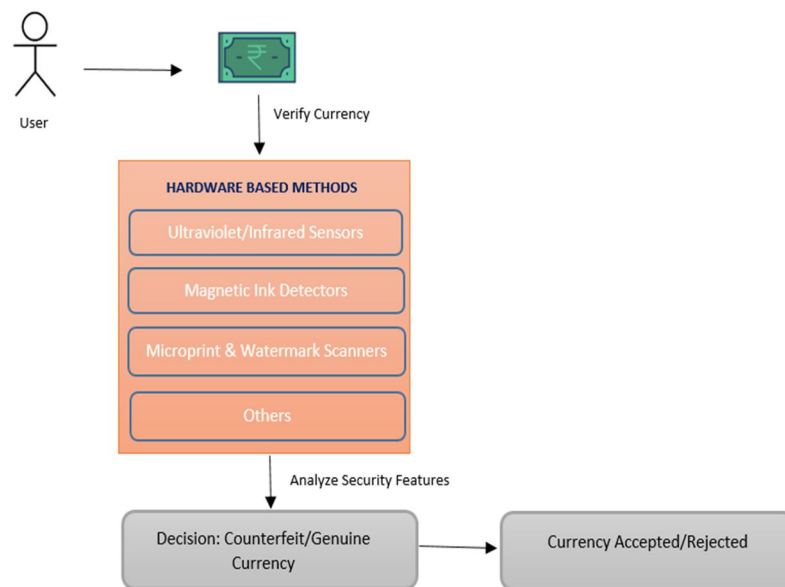 ₹
User
Verify Currency
HARDWARE BASED METHODS
Ultraviolet/Infrared Sensors
Magnetic Ink Detectors
Microprint & Watermark Scanners
Others
Analyze Security Features
Decision: Counterfeit/Genuine
Currency
Currency Accepted/Rejected